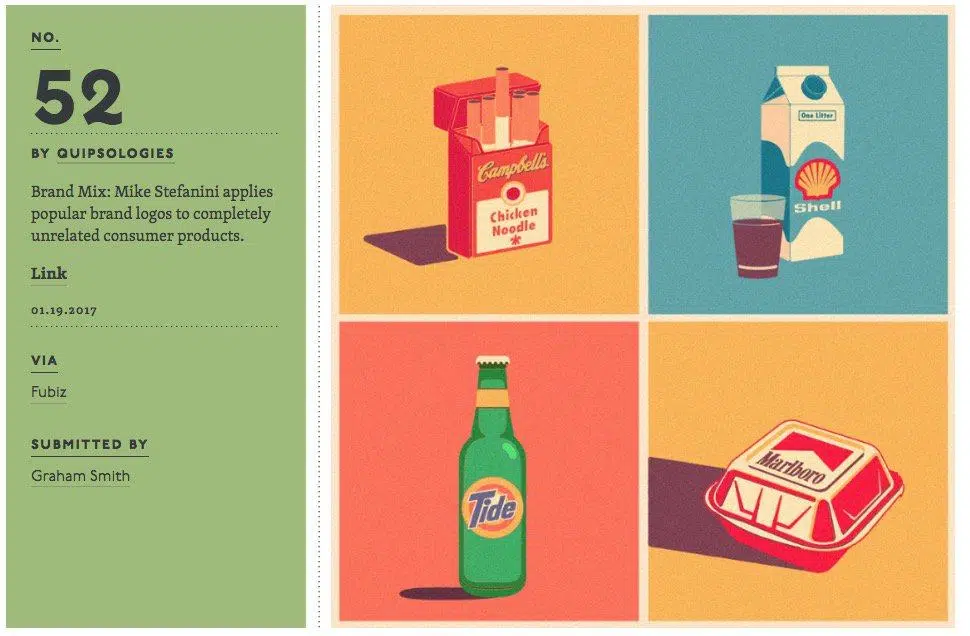 NO.
52
BY QUIPSOLOGIES
Brand Mix: Mike Stefanini applies
popular brand logos to completely
unrelated consumer products.
Link
01.19.2017
VIA
Fubiz
SUBMITTED BY
Graham Smith
Campbell's
Chicken
Noodle
*
One Litter
Shell
Tide
Marlboro